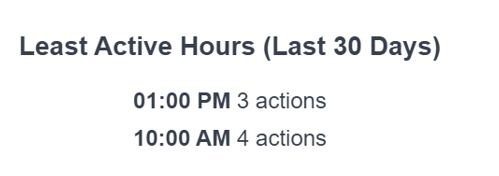 Least Active Hours (Last 30 Days)
01:00 PM 3 actions
10:00 AM 4 actions